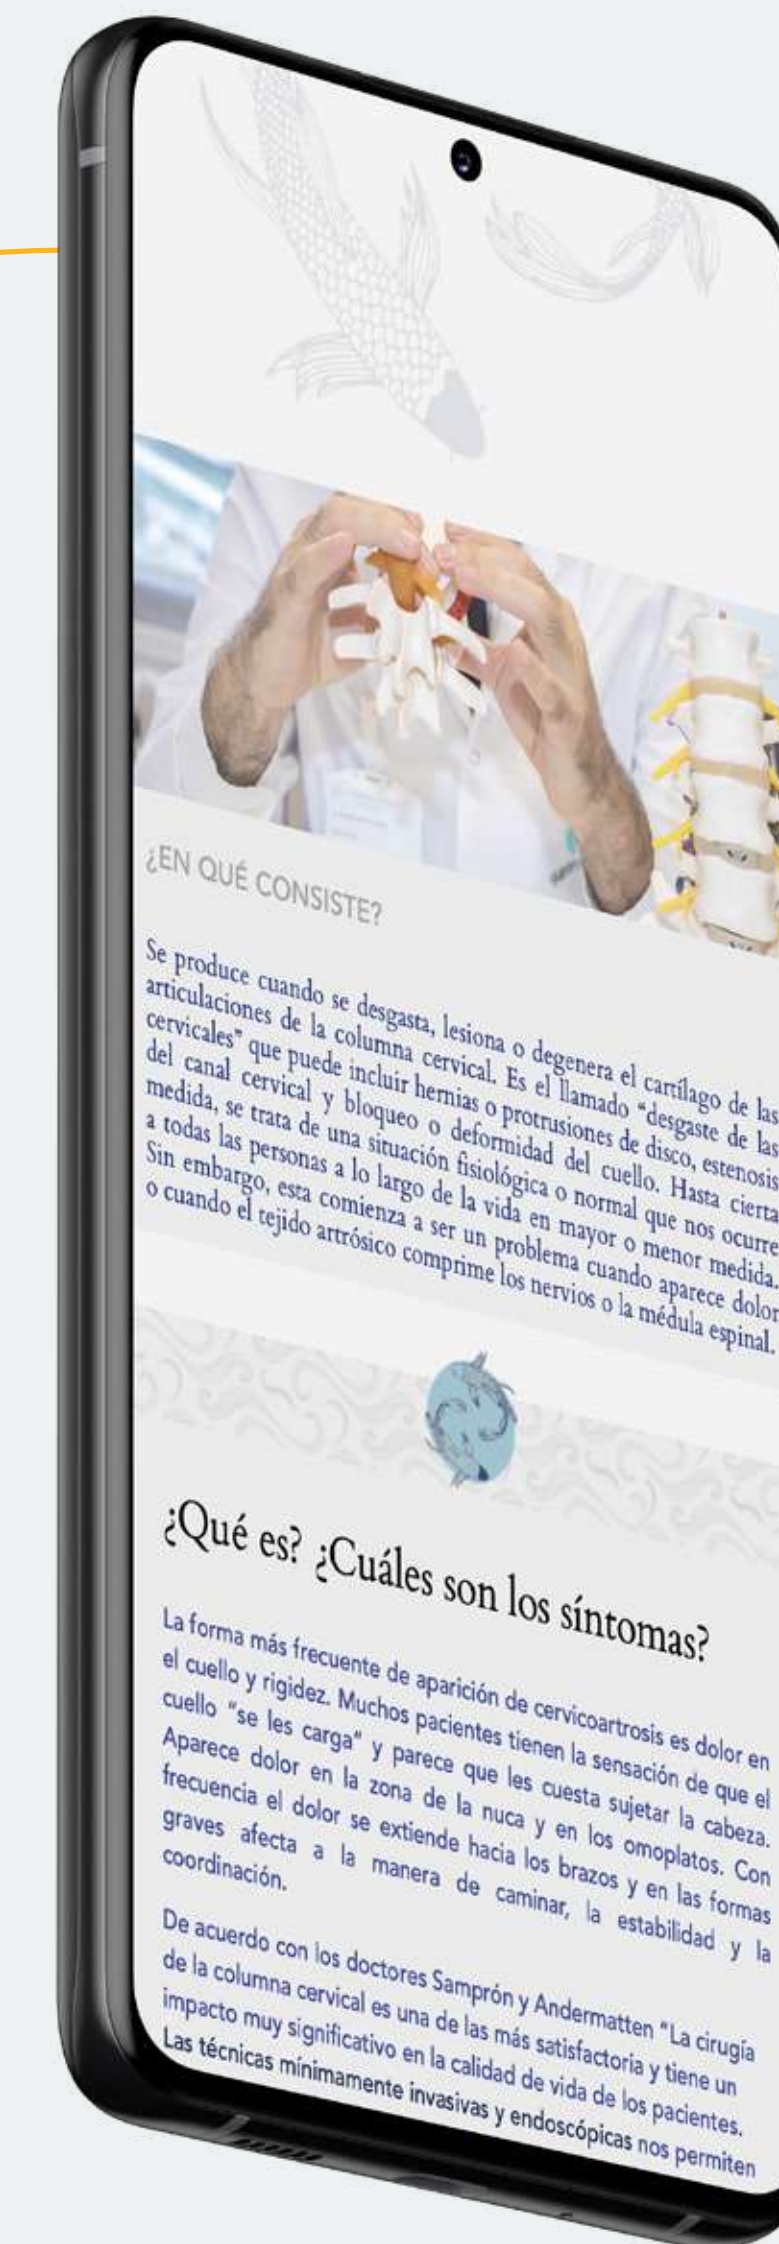 ¿EN QUÉ CONSISTE?
Se produce cuando se desgasta, lesiona o degenera el cartílago de las
articulaciones de la columna cervical. Es el llamado “desgaste de las
cervicales” que puede incluir hernias o protrusiones de disco, estenosis
del canal cervical y bloqueo o deformidad del cuello. Hasta cierta
medida, se trata de una situación fisiológica o normal que nos ocurre
a todas las personas a lo largo de la vida en mayor o menor medida.
Sin embargo, esta comienza a ser un problema cuando aparece dolor
o cuando el tejido artrósico comprime los nervios o la médula espinal.
¿Qué es? ¿Cuáles son los síntomas?
La forma más frecuente de aparición de cervicoartrosis es dolor en
el cuello y rigidez. Muchos pacientes tienen la sensación de que el
cuello “se les carga” y parece que les cuesta sujetar la cabeza.
Aparece dolor en la zona de la nuca y en los omoplatos. Con
frecuencia el dolor se extiende hacia los brazos y en las formas
graves afecta a la manera de caminar, la estabilidad y la
coordinación.
De acuerdo con los doctores Samprón y Andermatten “La cirugía
de la columna cervical es una de las más satisfactoria y tiene un
impacto muy significativo en la calidad de vida de los pacientes.
Las técnicas mínimamente invasivas y endoscópicas nos permiten